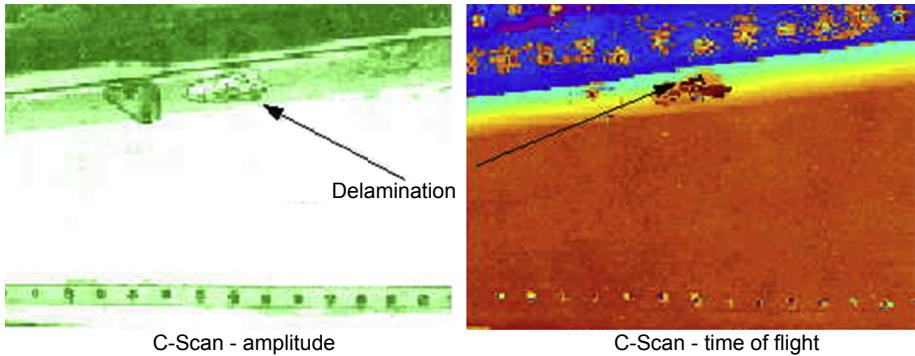 Delamination
C-Scan - amplitude
C-Scan - time of flight